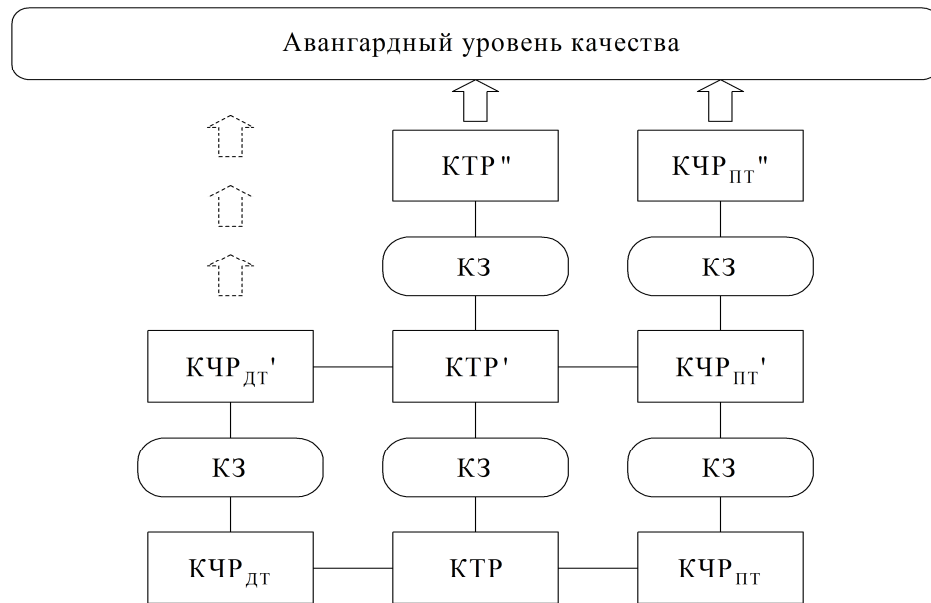 Авангардный уровень качества
КТР" КЧРПТ"
КЗ КЗ
КЧРДТ' КТР' КЧРПТ'
КЗ КЗ КЗ
КЧРДТ КТР КЧРПТ